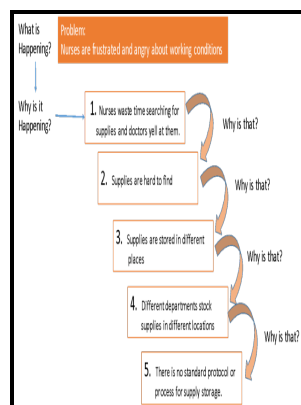 What is
Happening?
Problem:
Nurses are frustrated and angry about working conditions
Why is it
Happening?
1. Nurses waste time searching for
supplies and doctors yell at them.
Why is that?
2. Supplies are hard to find
Why is that?
3. Supplies are stored in different
places
Why is that?
4. Different departments stock
supplies in different locations
Why is that?
5. There is no standard protocol or
process for supply storage.